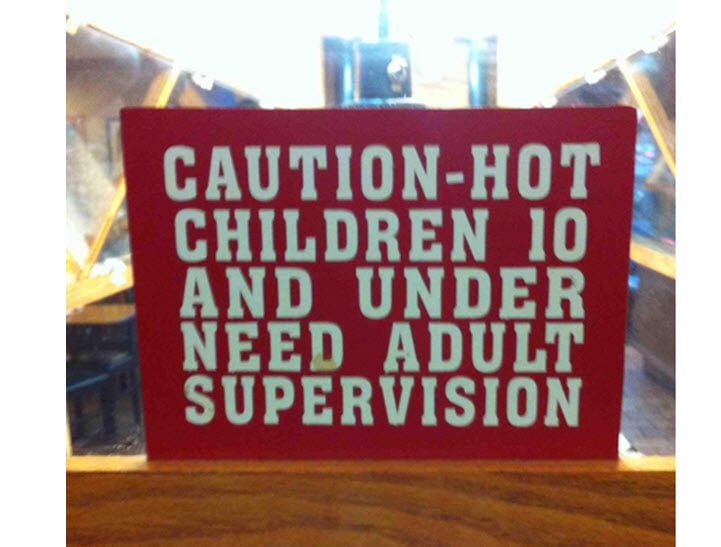 CAUTION-HOT
CHILDREN 10
AND UNDER
NEED ADULT
SUPERVISION